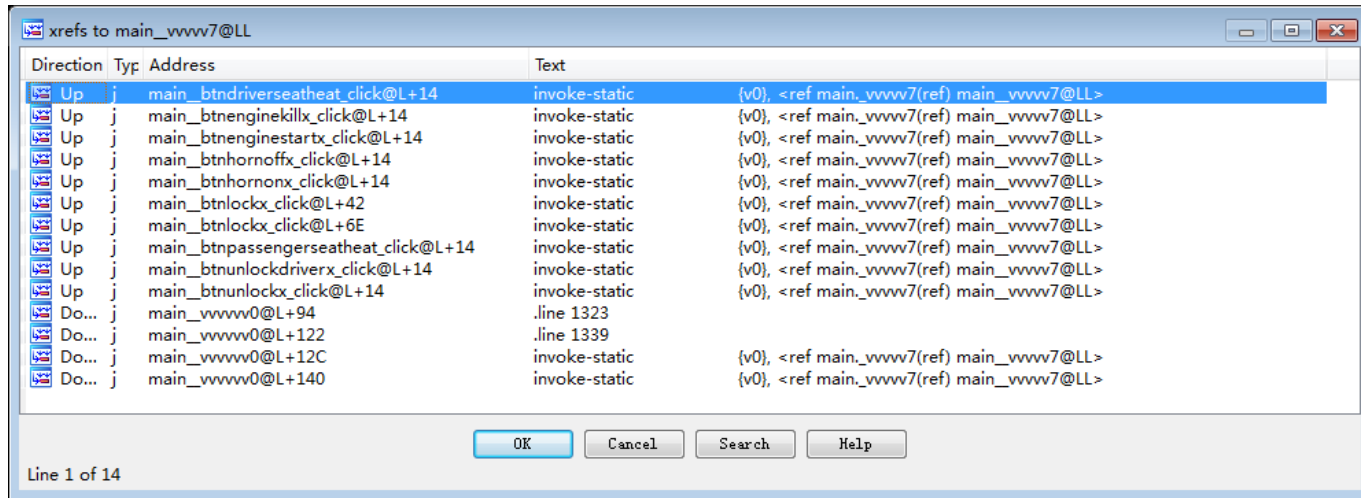 xrefs to main__vvvvv7@LL
Direction Typ Address Text
Up j main__btndriverseatheat_click@L+14 invoke-static {v0}, <ref main._vvvvv7(ref) main__vvvvv7@LL>
Up j main__btnenginekillx_click@L+14 invoke-static {v0}, <ref main._vvvvv7(ref) main__vvvvv7@LL>
Up j main__btnenginestartx_click@L+14 invoke-static {v0}, <ref main._vvvvv7(ref) main__vvvvv7@LL>
Up j main__btnhornoffx_click@L+14 invoke-static {v0}, <ref main._vvvvv7(ref) main__vvvvv7@LL>
Up j main__btnhornonx_click@L+14 invoke-static {v0}, <ref main._vvvvv7(ref) main__vvvvv7@LL>
Up j main__btnlockx_click@L+42 invoke-static {v0}, <ref main._vvvvv7(ref) main__vvvvv7@LL>
Up j main__btnlockx_click@L+6E invoke-static {v0}, <ref main._vvvvv7(ref) main__vvvvv7@LL>
Up j main__btnpassengerseatheat_click@L+14 invoke-static {v0}, <ref main._vvvvv7(ref) main__vvvvv7@LL>
Up j main__btnunlockdriverx_click@L+14 invoke-static {v0}, <ref main._vvvvv7(ref) main__vvvvv7@LL>
Up j main__btnunlockx_click@L+14 invoke-static {v0}, <ref main._vvvvv7(ref) main__vvvvv7@LL>
Do... j main__vvvvvv0@L+94 .line 1323
Do... j main__vvvvvv0@L+122 .line 1339
Do... j main__vvvvvv0@L+12C invoke-static {v0}, <ref main._vvvvv7(ref) main__vvvvv7@LL>
Do... j main__vvvvvv0@L+140 invoke-static {v0}, <ref main._vvvvv7(ref) main__vvvvv7@LL>
OK Cancel Search Help
Line 1 of 14